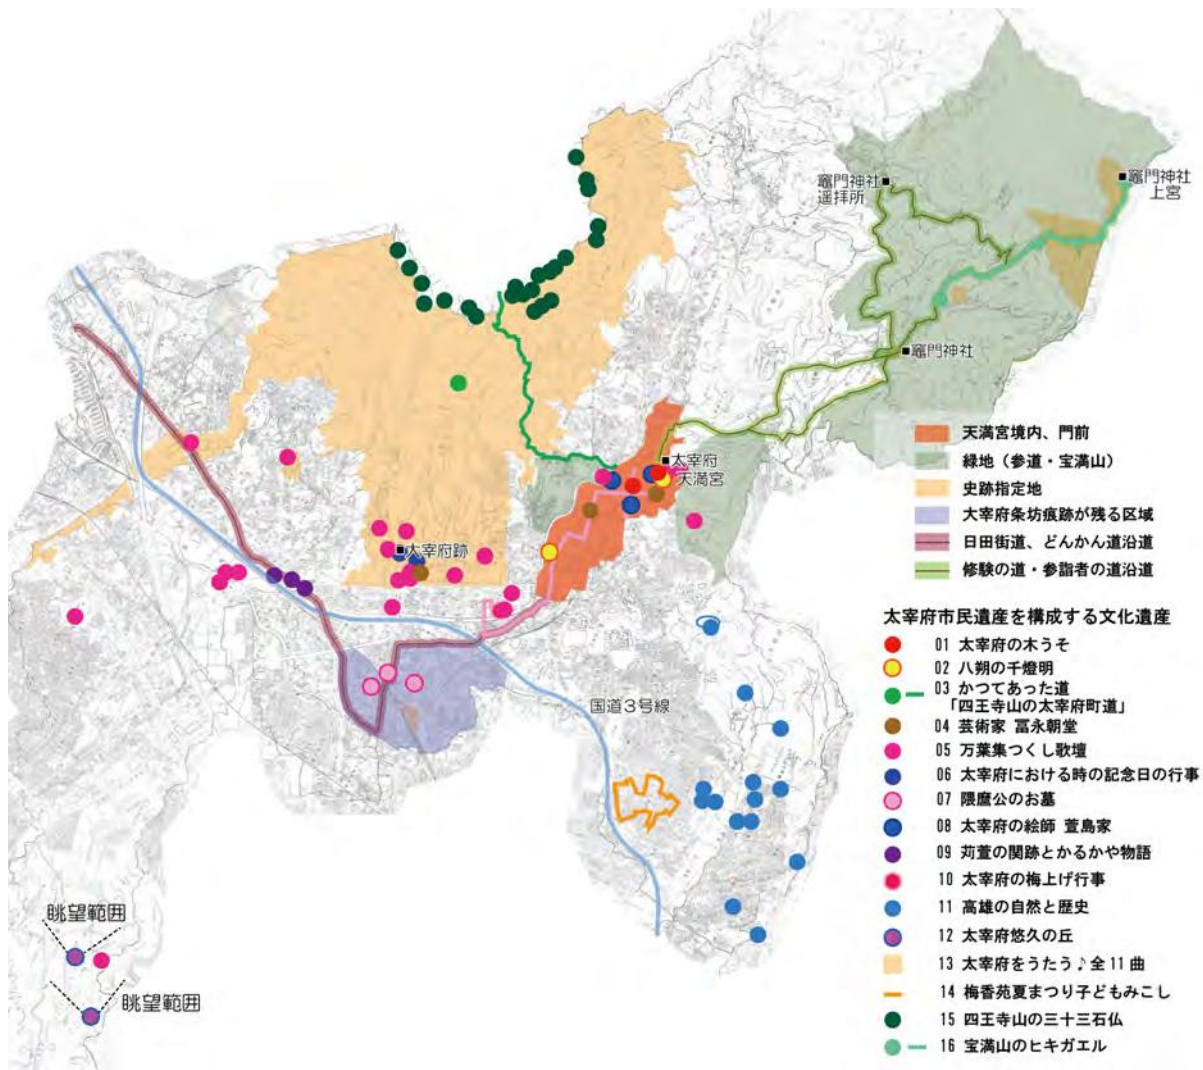 竈門神社
遥拝所
竈門神社
上宮
竈門神社
太宰府
天満宮
大宰府跡
国道3号線
眺望範囲
眺望範囲
天満宮境内、門前
緑地（参道・宝満山）
史跡指定地
大宰府条坊痕跡が残る区域
日田街道、どんかん道沿道
修験の道・参詣者の道沿道
太宰府市民遺産を構成する文化遺産
01 太宰府の木うそ
02 八朔の千燈明
03 かつてあった道
「四王寺山の太宰府町道」
04 芸術家 冨永朝堂
05 万葉集つくし歌壇
06 太宰府における時の記念日の行事
07 隈麿公のお墓
08 太宰府の絵師 萱島家
09 苅萱の関跡とかるかや物語
10 太宰府の梅上げ行事
11 高雄の自然と歴史
12 太宰府悠久の丘
13 太宰府をうたう♪全11曲
14 梅香苑夏まつり子どもみこし
15 四王寺山の三十三石仏
16 宝満山のヒキガエル